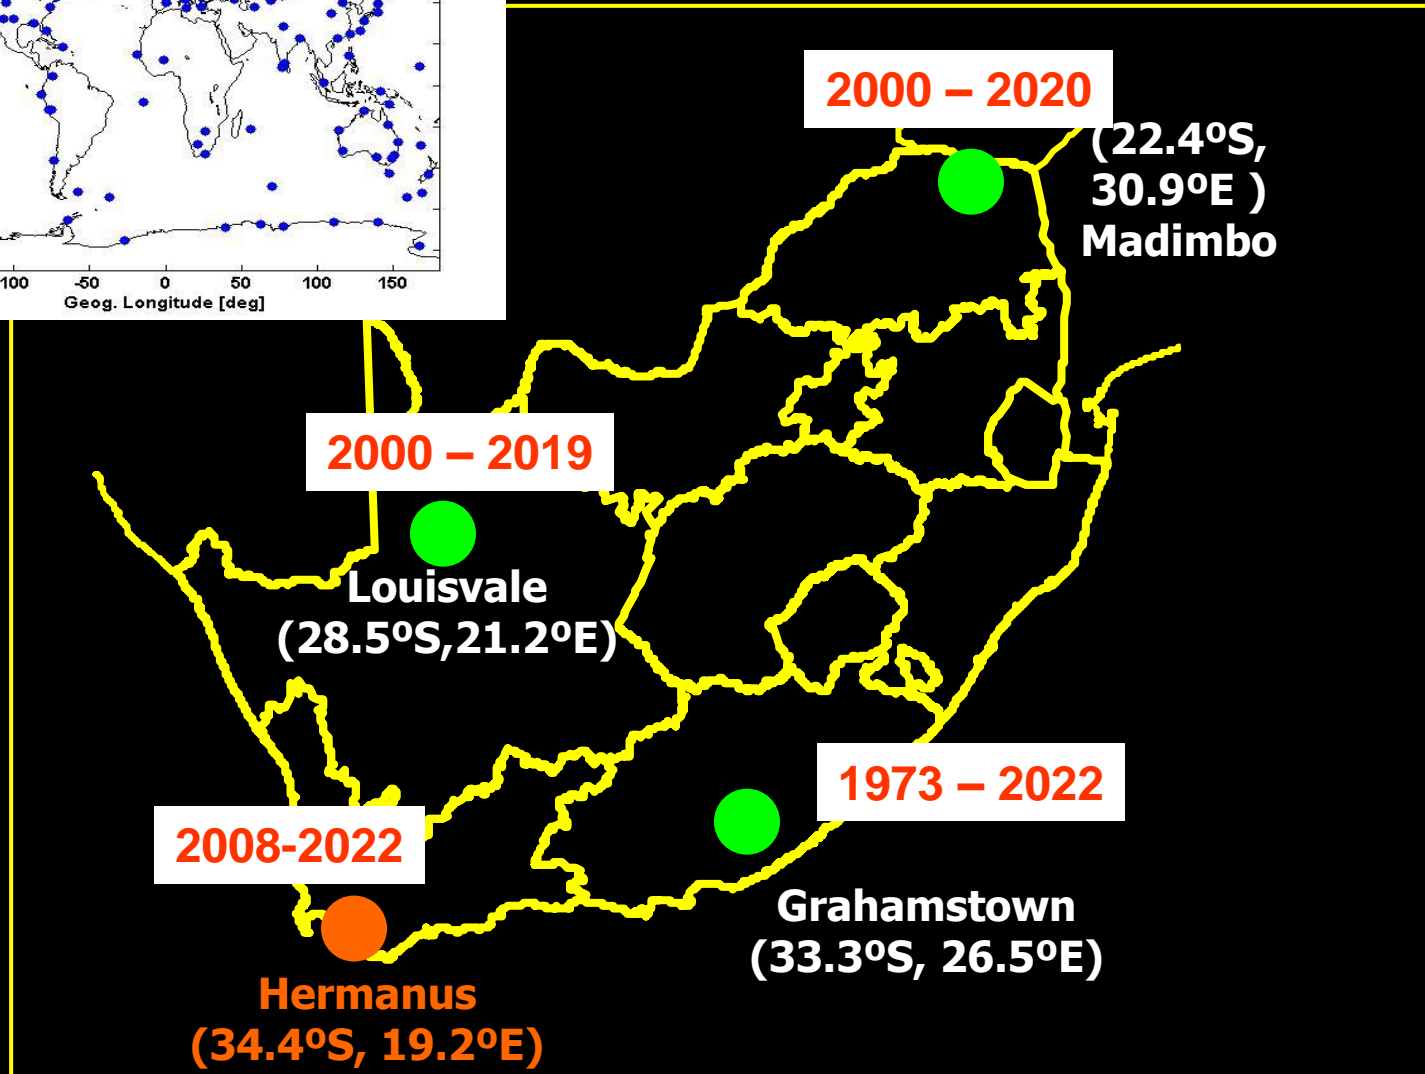 100 -50 0 50 100 150
Geog. Longitude [deg]
2000 – 2020
(22.4ºS,
30.9ºE )
Madimbo
2000 – 2019
Louisvale
(28.5ºS,21.2ºE)
1973 – 2022
2008-2022
Grahamstown
(33.3ºS, 26.5ºE)
Hermanus
(34.4ºS, 19.2ºE)